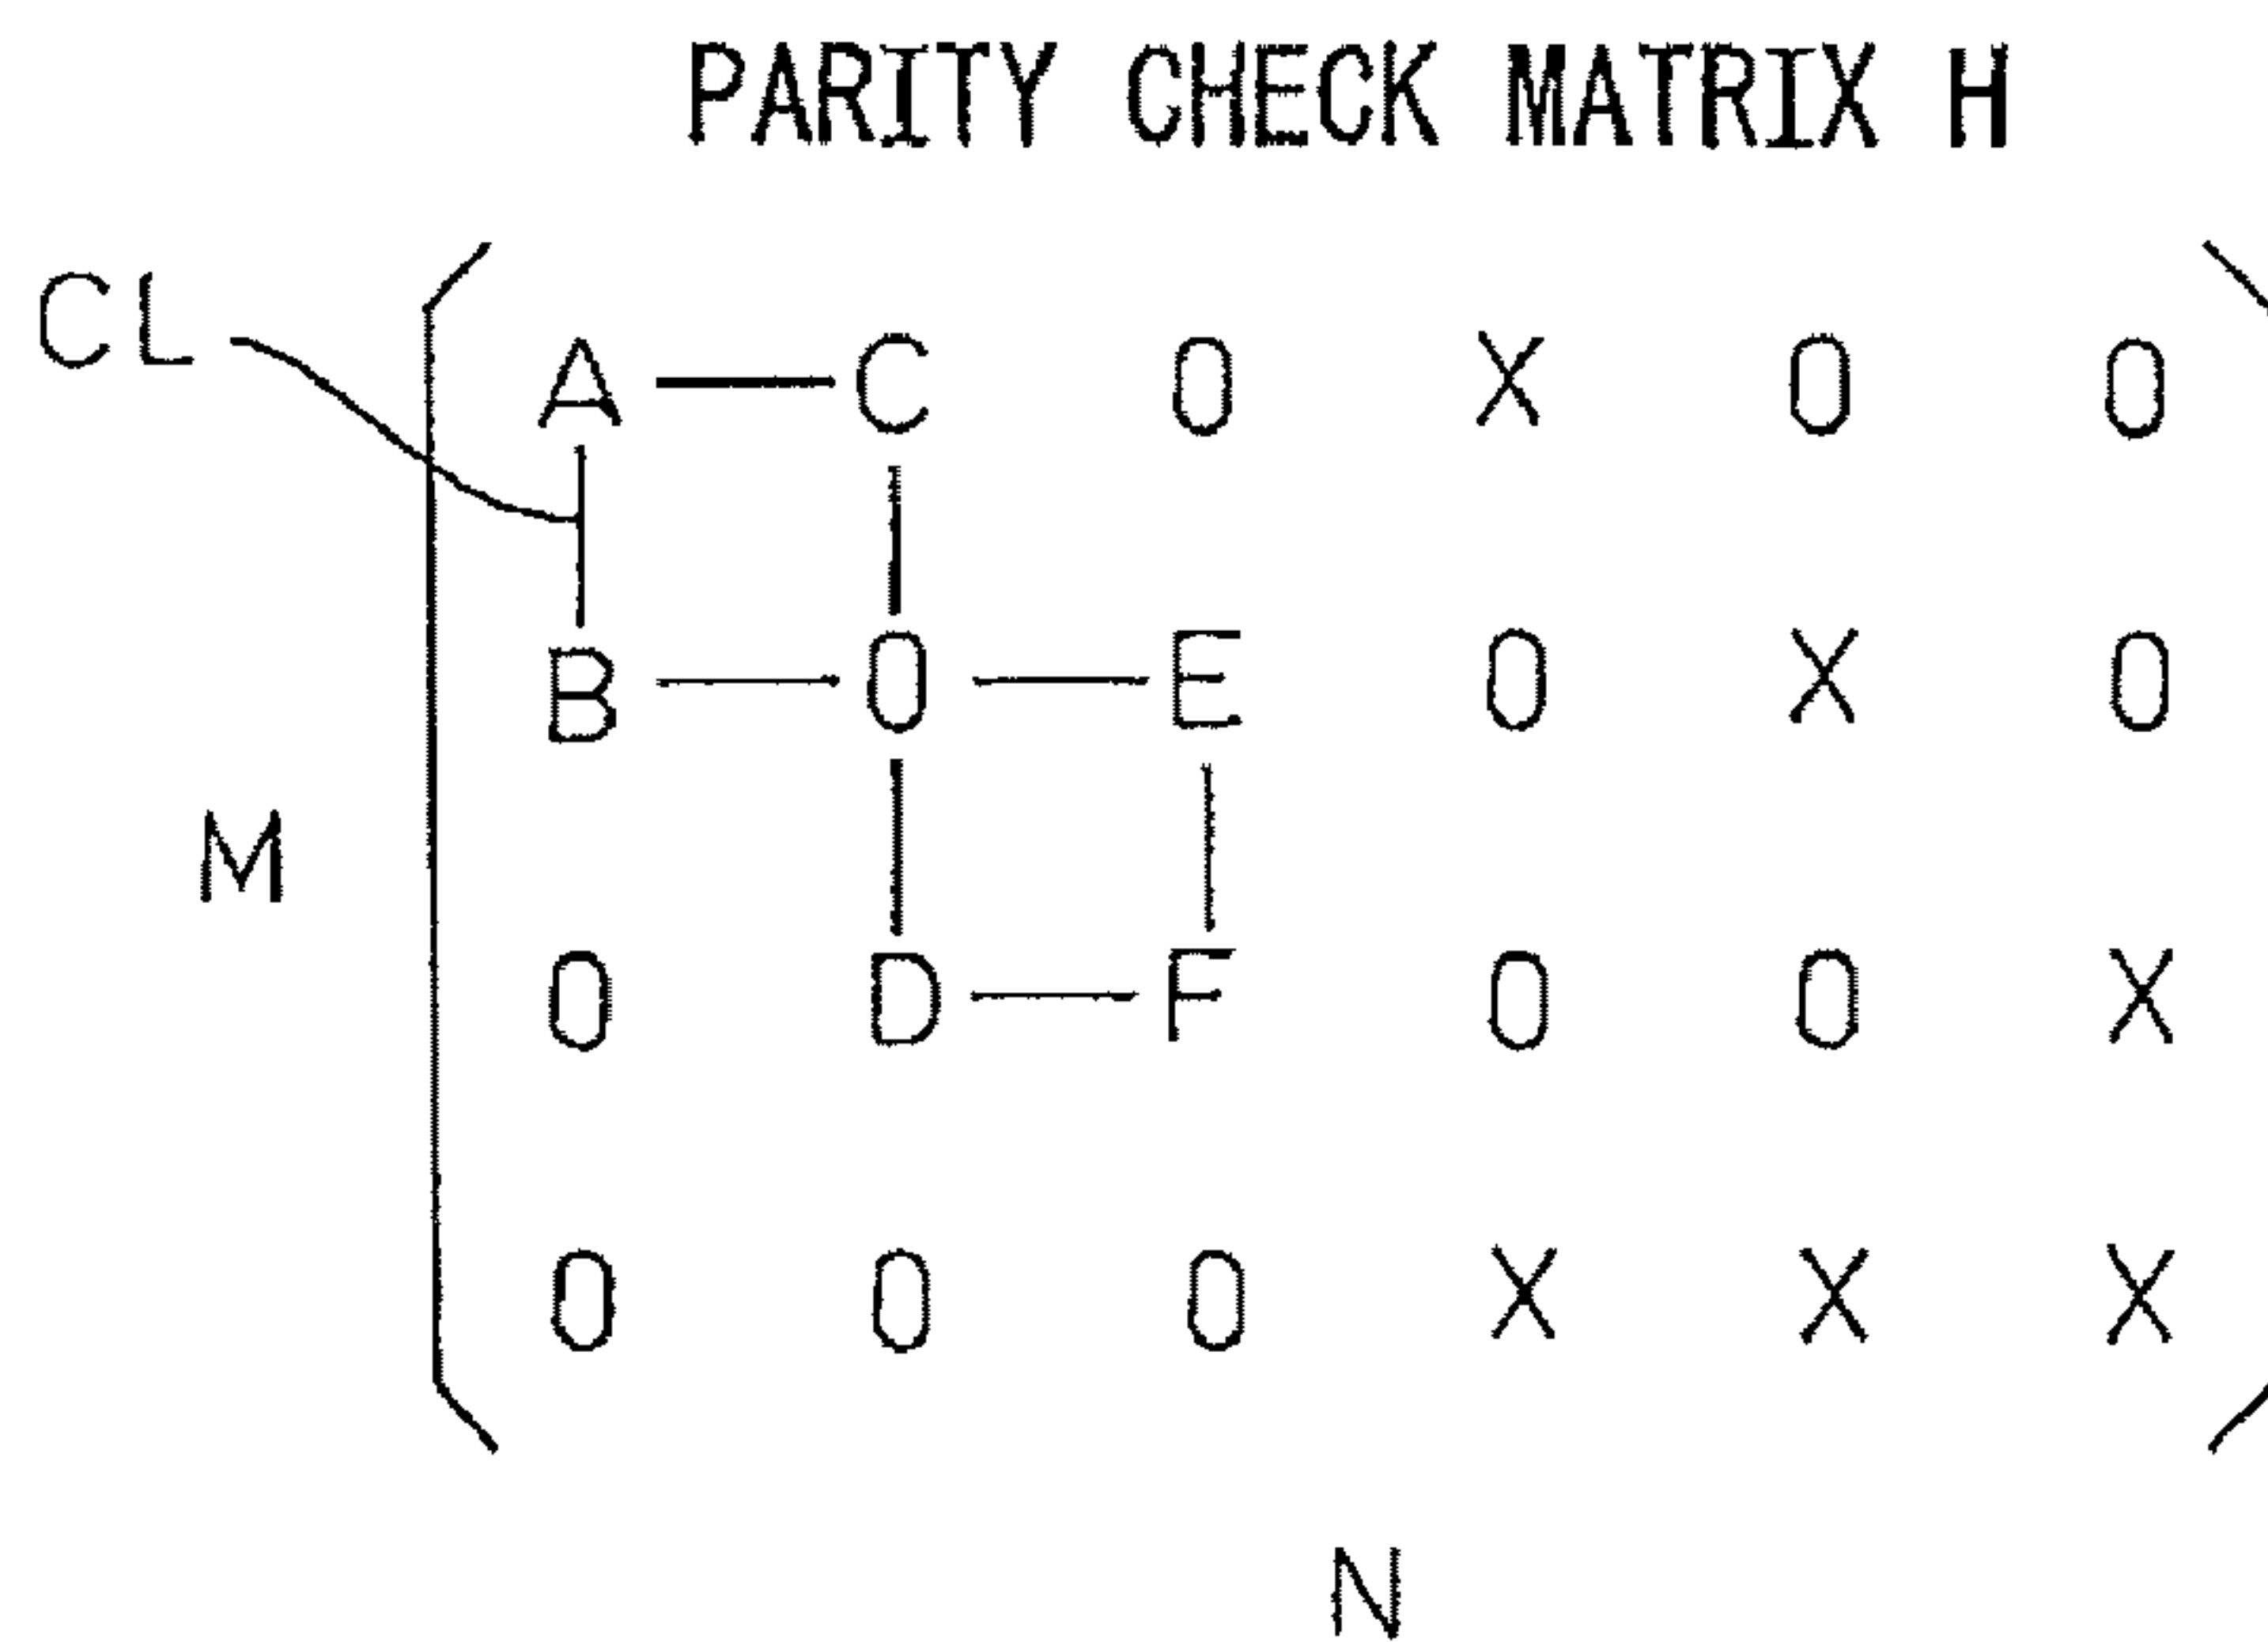 PARITY CHECK MATRIX H
CL
A C 0 X 0 0
B 0 E 0 X 0
M
0 D F 0 0 X
0 0 0 X X X
N